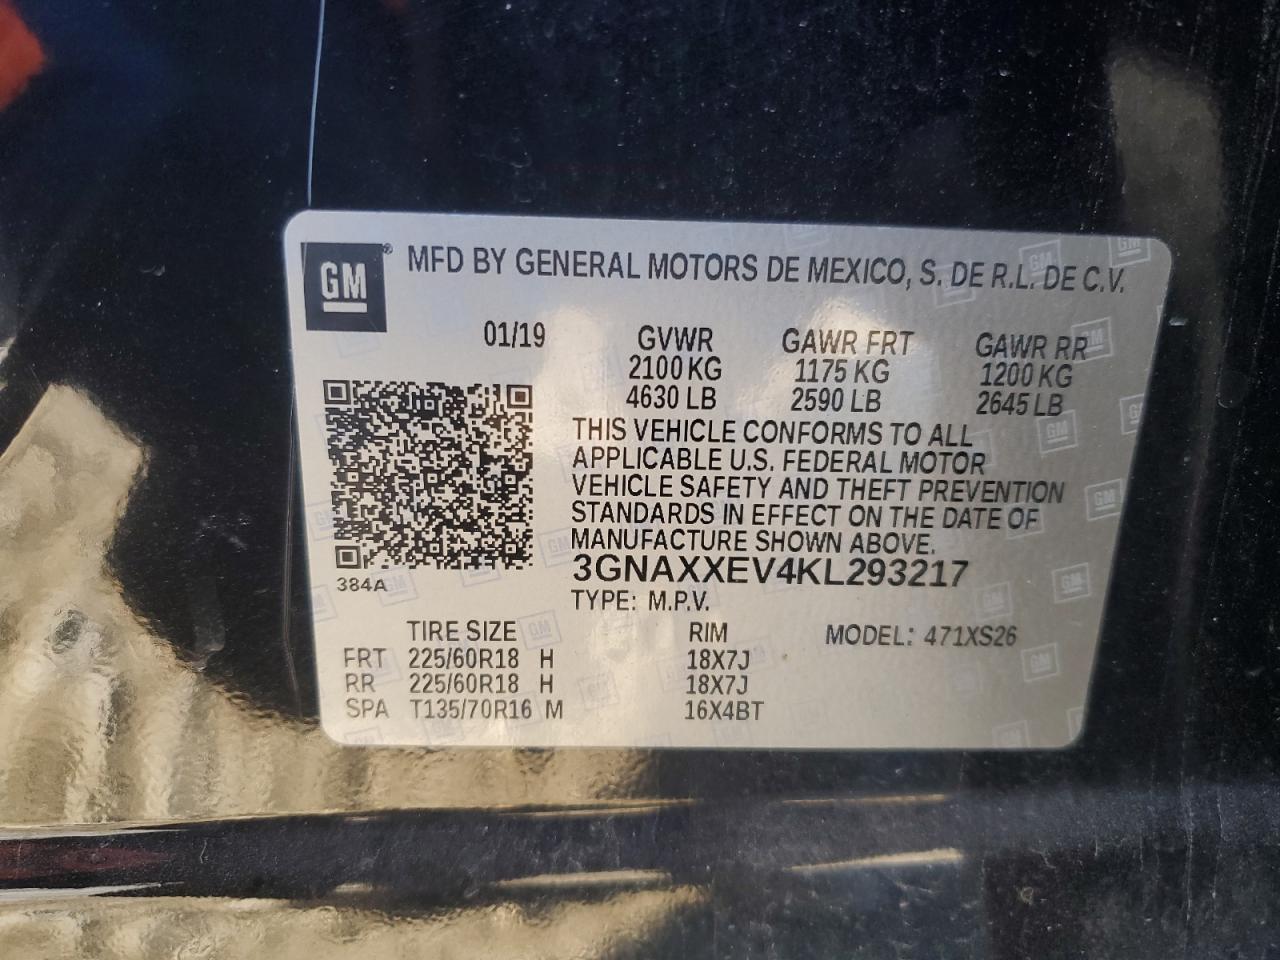 GM ® MFD BY GENERAL MOTORS DE MEXICO, S. DE R.L. DE C.V.
01/19 GVWR GAWR FRT GAWR RR
2100 KG 1175 KG 1200 KG
4630 LB 2590 LB 2645 LB
THIS VEHICLE CONFORMS TO ALL
APPLICABLE U.S. FEDERAL MOTOR
VEHICLE SAFETY AND THEFT PREVENTION
STANDARDS IN EFFECT ON THE DATE OF
MANUFACTURE SHOWN ABOVE.
3GNAXXEV4KL293217
384A
TYPE: M.P.V.
TIRE SIZE RIM MODEL: 471XS26
FRT 225/60R18 H 18X7J
RR 225/60R18 H 18X7J
SPA T135/70R16 M 16X4BT